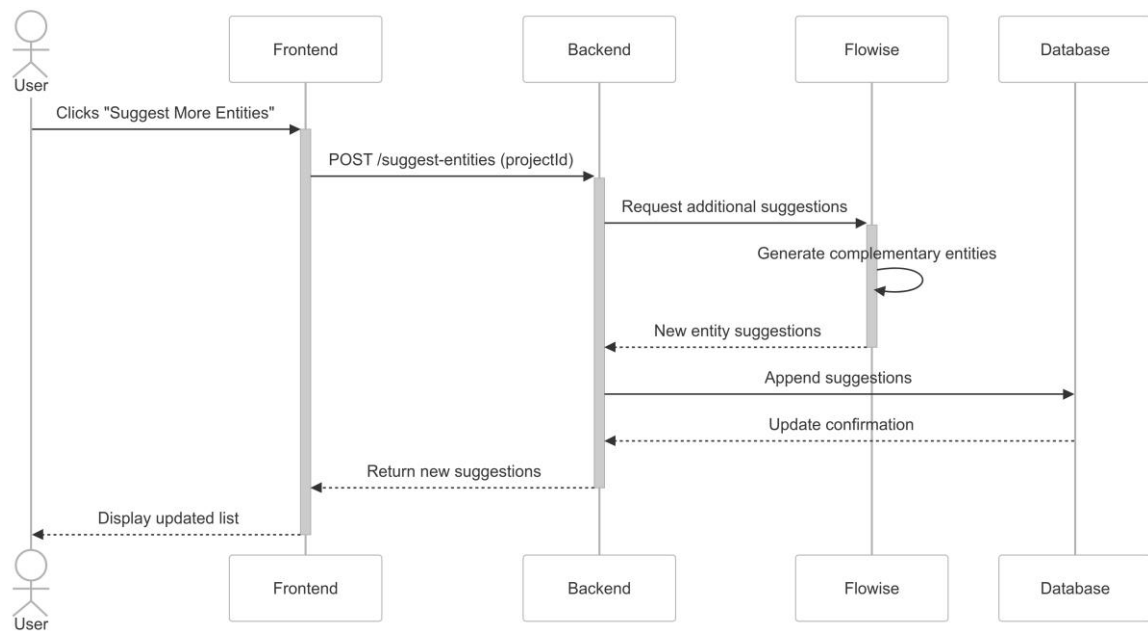 Frontend
Backend
Flowise
Database
User
Clicks "Suggest More Entities"
POST /suggest-entities (projectId)
Request additional suggestions
Generate complementary entities
New entity suggestions
Append suggestions
Update confirmation
Return new suggestions
Display updated list
Frontend
Backend
Flowise
Database
User